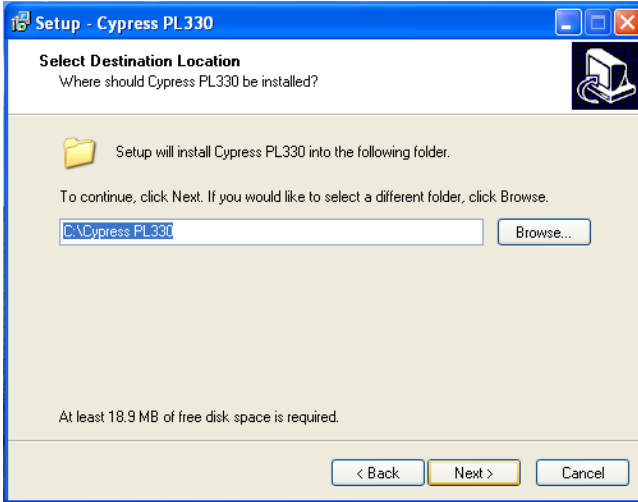 Setup - Cypress PL330
Select Destination Location
Where should Cypress PL330 be installed?
Setup will install Cypress PL330 into the following folder.
To continue, click Next. If you would like to select a different folder, click Browse.
C:\Cypress PL330
Browse...
At least 18.9 MB of free disk space is required.
< Back
Next >
Cancel